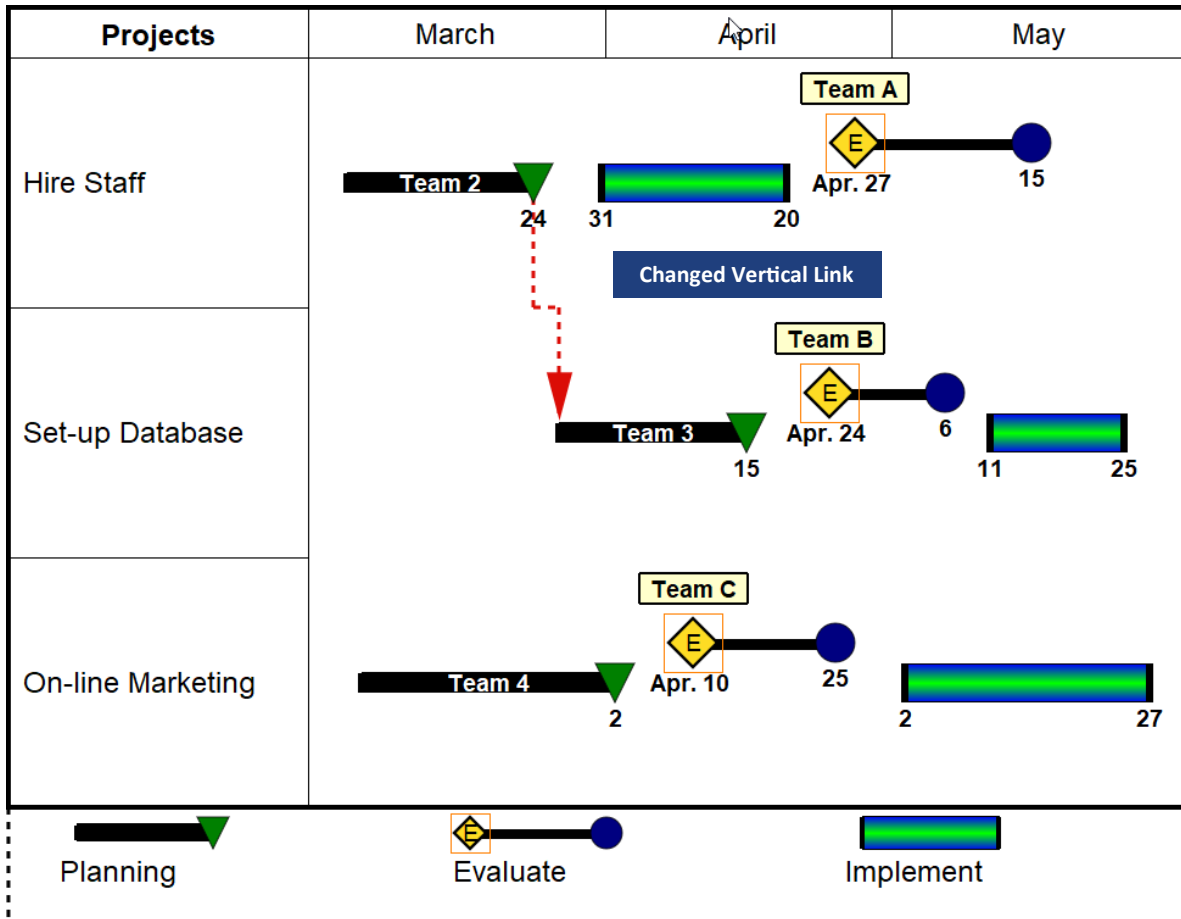 Projects
March
April
May
Hire Staff
Team 2
24
31
20
Team A
E
Apr. 27
15
Changed Vertical Link
Set-up Database
Team 3
15
Team B
E
Apr. 24
6
11
25
On-line Marketing
Team 4
2
Team C
E
Apr. 10
25
2
27
E
Planning
Evaluate
Implement